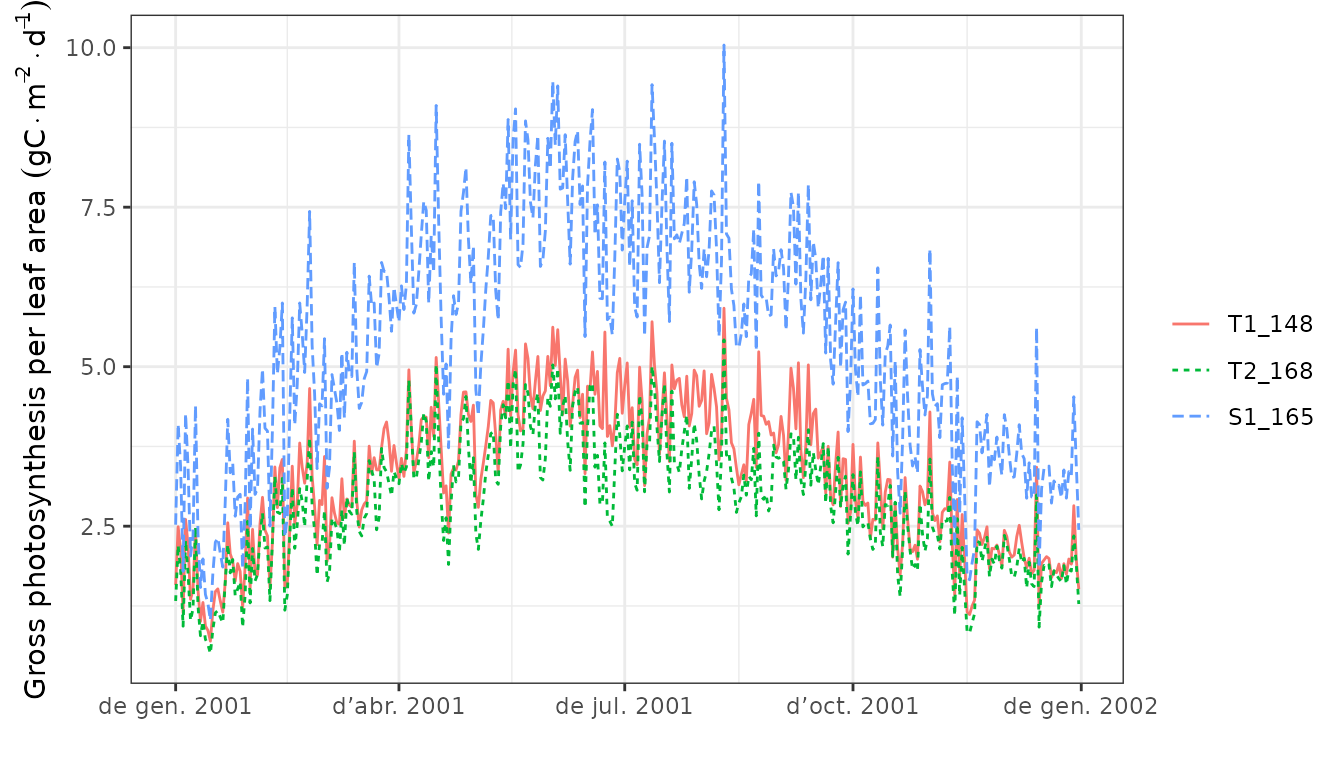 Gross photosynthesis per leaf area (gC · m⁻² · d⁻¹)
10.0
7.5
5.0
2.5
de gen. 2001
d’abr. 2001
de jul. 2001
d’oct. 2001
de gen. 2002
T1_148
T2_168
S1_165